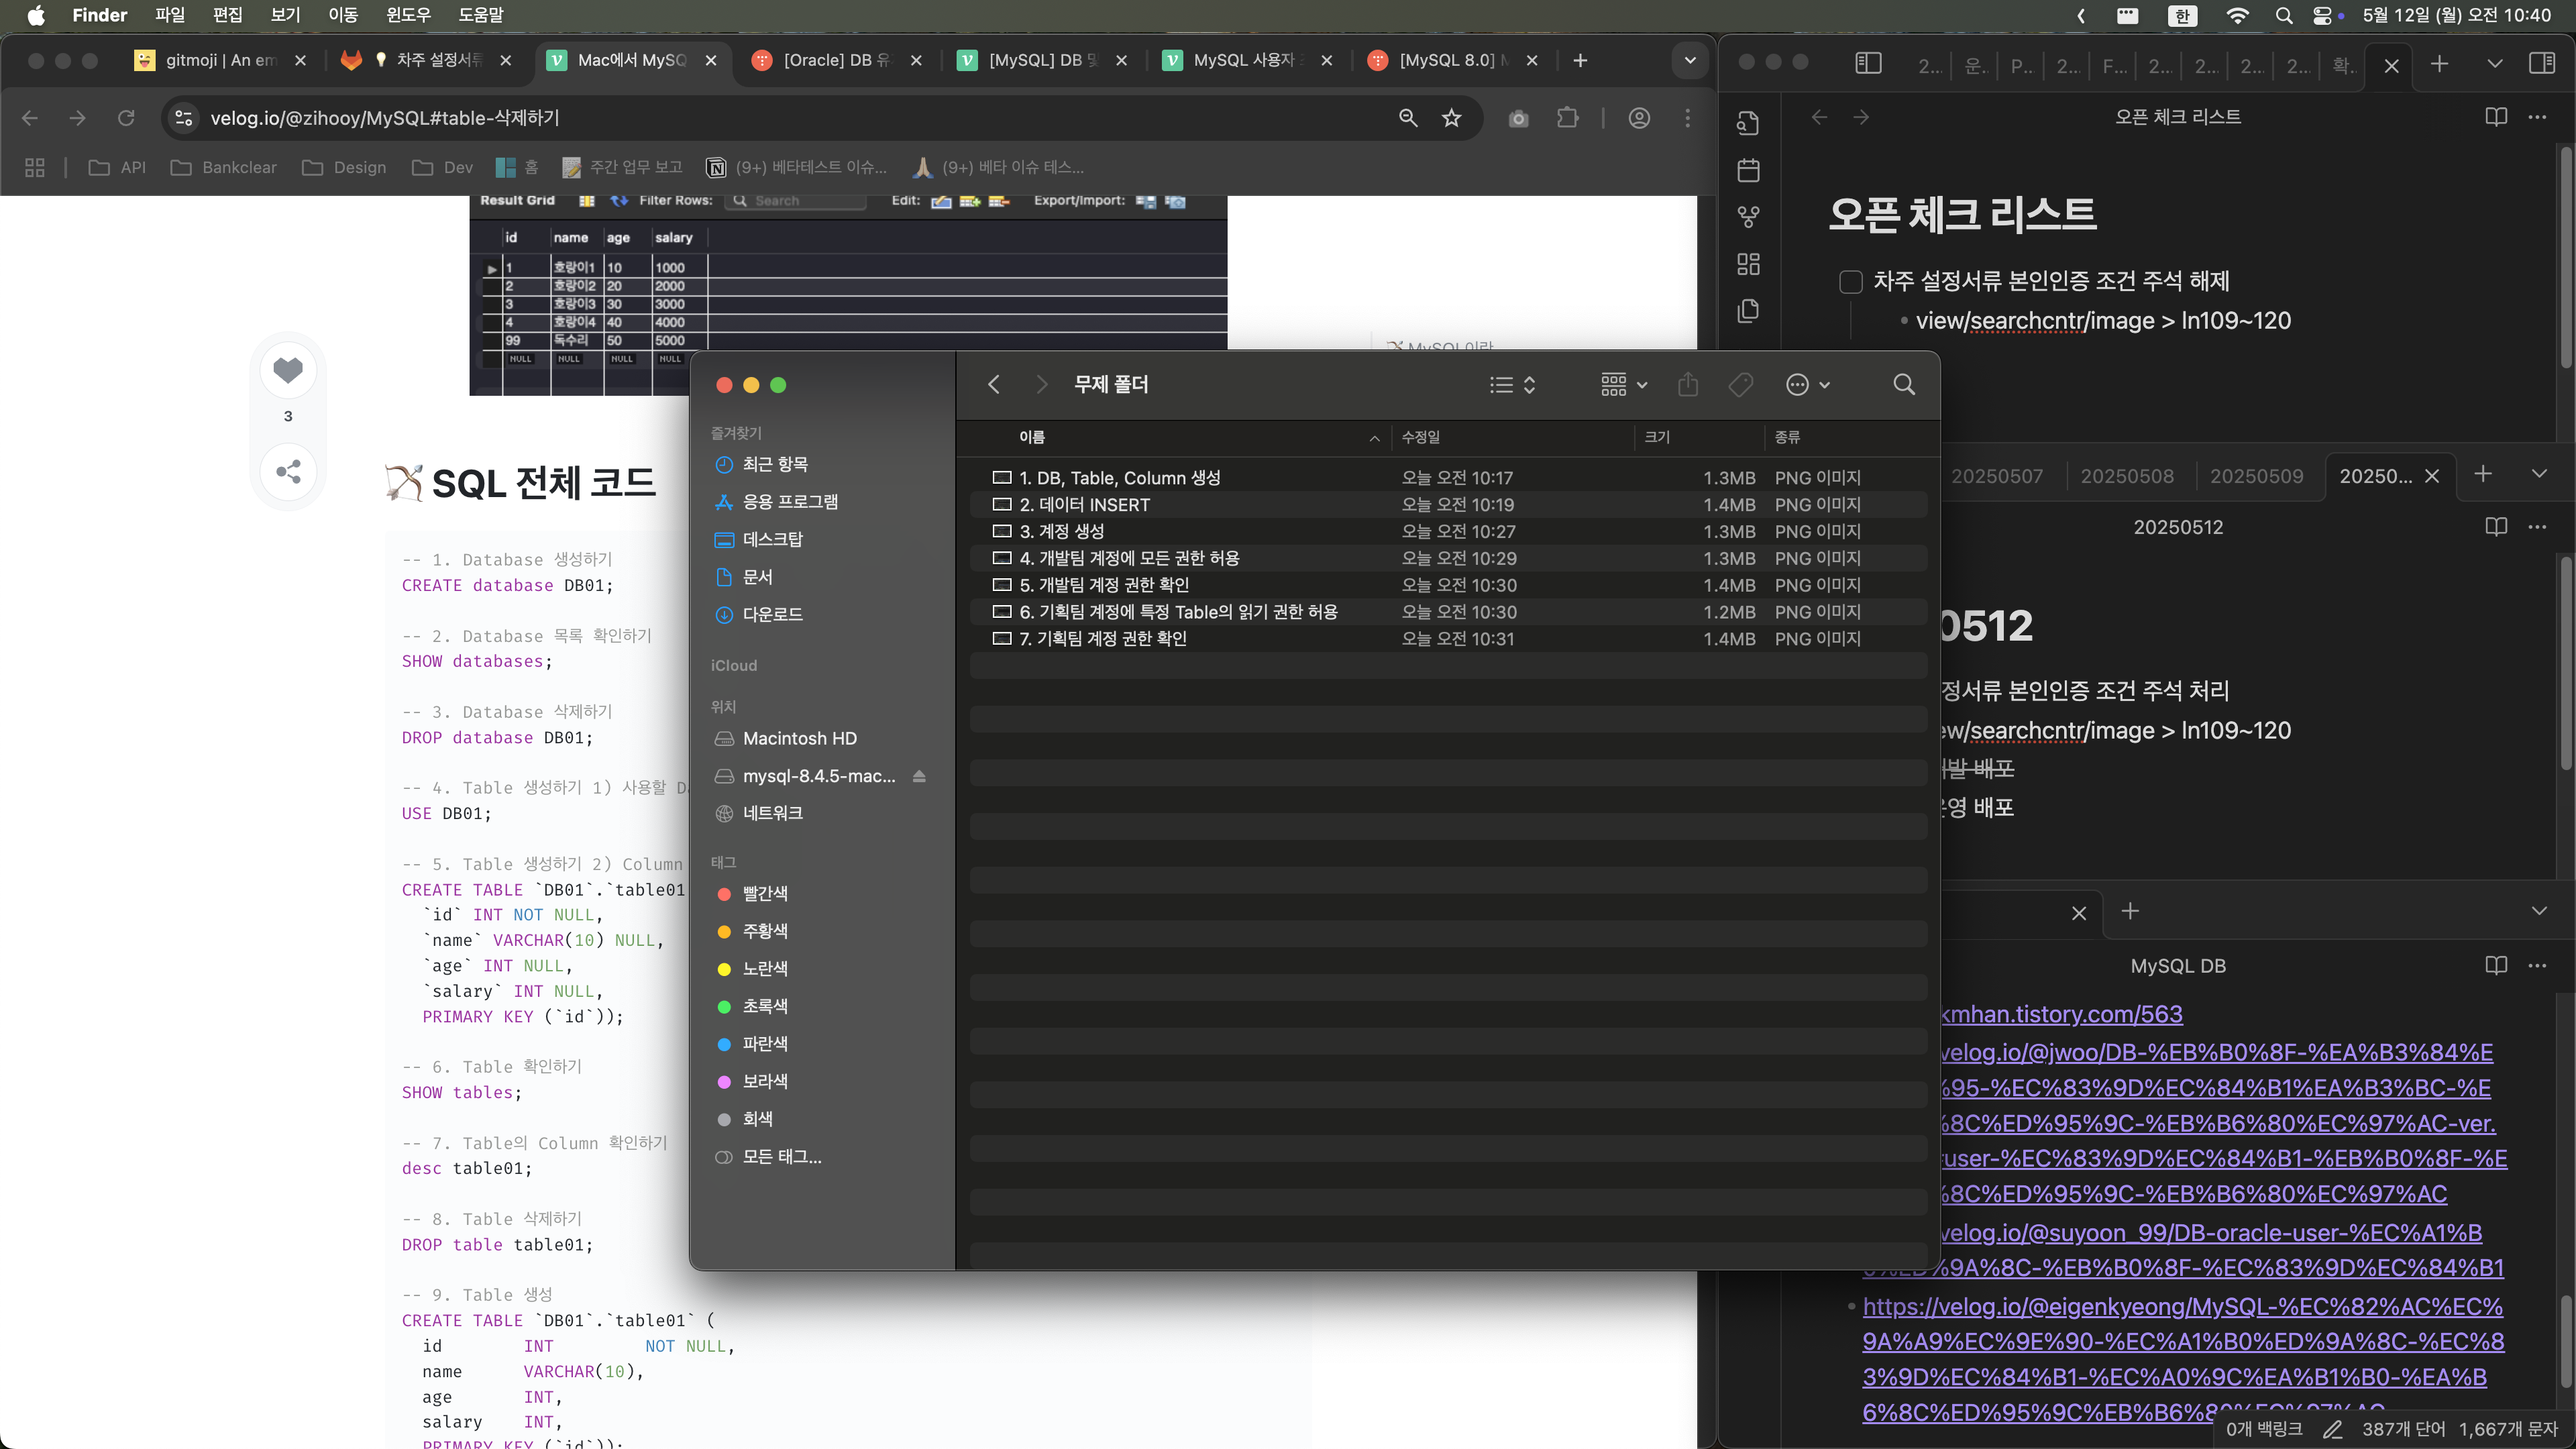 Finder 파일 편집 보기 이동 윈도우 도움말
한 5월 12일 (월) 오전 10:40
gitmoji | An em
차주 설정서류
Mac에서 MySQ
[Oracle] DB 유
[MySQL] DB 및
MySQL 사용자
[MySQL 8.0]
velog.io/@zihooy/MySQL#table-삭제하기
API Bankclear Design Dev 홈 주간 업무 보고 (9+) 베타테스트 이슈... (9+) 베타 이슈 테스...
Result Grid Filter Rows: Search Edit: Export/Import:
id name age salary
1 호랑이1 10 1000
2 호랑이2 20 2000
3 호랑이3 30 3000
4 호랑이4 40 4000
99 독수리 50 5000
NULL NULL NULL NULL
MySQL이란
3
SQL 전체 코드
-- 1. Database 생성하기
CREATE database DB01;
-- 2. Database 목록 확인하기
SHOW databases;
-- 3. Database 삭제하기
DROP database DB01;
-- 4. Table 생성하기 1) 사용할
USE DB01;
-- 5. Table 생성하기 2) Column
CREATE TABLE `DB01`.`table01
`id` INT NOT NULL,
`name` VARCHAR(10) NULL,
`age` INT NULL,
`salary` INT NULL,
PRIMARY KEY (`id`));
-- 6. Table 확인하기
SHOW tables;
-- 7. Table의 Column 확인하기
desc table01;
-- 8. Table 삭제하기
DROP table table01;
-- 9. Table 생성
CREATE TABLE `DB01`.`table01` (
id INT NOT NULL,
name VARCHAR(10),
age INT,
salary INT,
PRIMARY KEY (`id`));
즐겨찾기
최근 항목
응용 프로그램
데스크탑
문서
다운로드
iCloud
위치
Macintosh HD
mysql-8.4.5-mac...
네트워크
태그
빨간색
주황색
노란색
초록색
파란색
보라색
회색
모든 태그...
무제 폴더
이름 수정일 크기 종류
1. DB, Table, Column 생성 오늘 오전 10:17 1.3MB PNG 이미지
2. 데이터 INSERT 오늘 오전 10:19 1.4MB PNG 이미지
3. 계정 생성 오늘 오전 10:27 1.3MB PNG 이미지
4. 개발팀 계정에 모든 권한 허용 오늘 오전 10:29 1.3MB PNG 이미지
5. 개발팀 계정 권한 확인 오늘 오전 10:30 1.4MB PNG 이미지
6. 기획팀 계정에 특정 Table의 읽기 권한 허용 오늘 오전 10:30 1.2MB PNG 이미지
7. 기획팀 계정 권한 확인 오늘 오전 10:31 1.4MB PNG 이미지
2... 운. P... 2... F... 2... 2... 2... 2... 확.
오픈 체크 리스트
오픈 체크 리스트
차주 설정서류 본인인증 조건 주석 해제
view/searchcntr/image > ln109~120
20250507 20250508 20250509 20250...
20250512
0512
정서류 본인인증 조건 주석 처리
ew/searchcntr/image > ln109~120
발 배포
영 배포
MySQL DB
kmhan.tistory.com/563
velog.io/@jwoo/DB-%EB%B0%8F-%EA%B3%84%E
95-%EC%83%9D%EC%84%B1%EA%B3%BC-%E
8C%ED%95%9C-%EB%B6%80%EC%97%AC-ver.
user-%EC%83%9D%EC%84%B1-%EB%B0%8F-%E
8C%ED%95%9C-%EB%B6%80%EC%97%AC
velog.io/@suyoon_99/DB-oracle-user-%EC%A1%B
0%ED%9A%8C-%EB%B0%8F-%EC%83%9D%EC%84%B1
https://velog.io/@eigenkyeong/MySQL-%EC%82%AC%EC%
9A%A9%EC%9E%90-%EC%A1%B0%ED%9A%8C-%EC%8
3%9D%EC%84%B1-%EC%A0%9C%EA%B1%B0-%EA%B
6%8C%ED%95%9C%EB%B6%80%EC%97%AC
0개 백링크 387개 단어 1,667개 문자